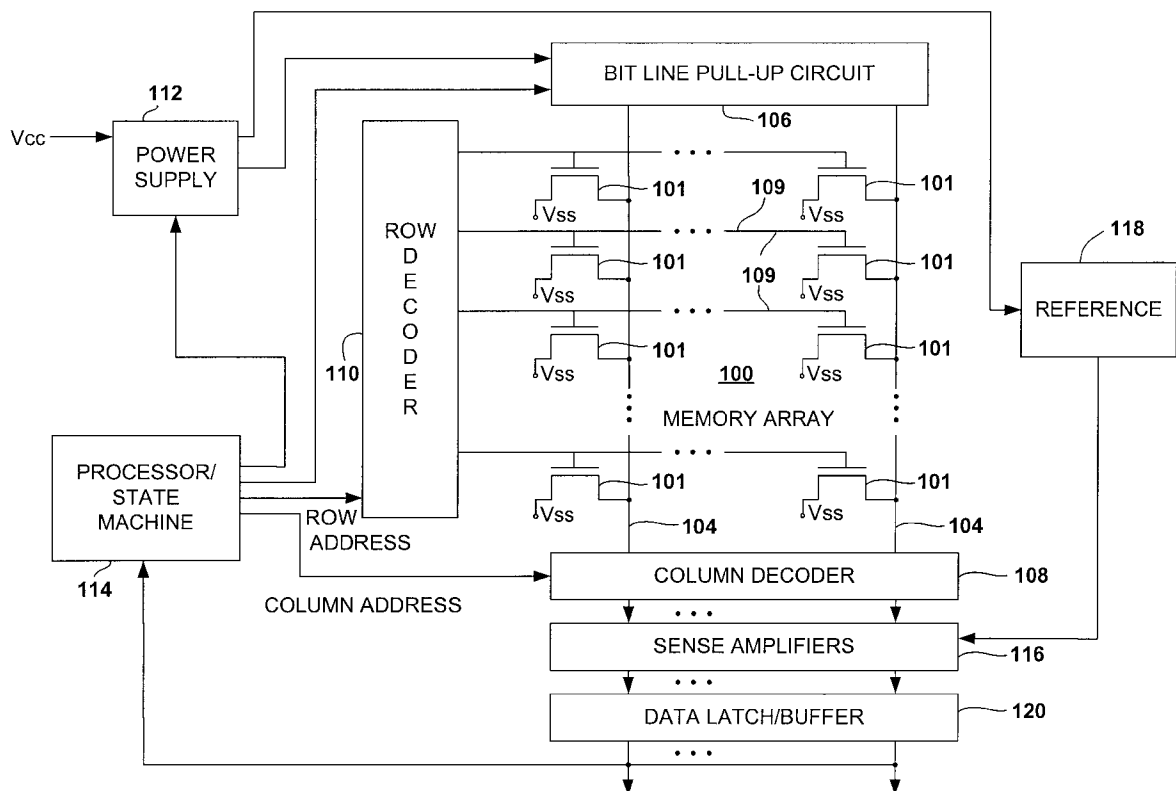 BIT LINE PULL-UP CIRCUIT
106
112
Vcc
POWER
SUPPLY
ROW
DECODER
110
101
Vss
101
Vss
109
101
Vss
101
Vss
109
101
Vss
101
Vss
100
MEMORY ARRAY
101
Vss
101
Vss
118
REFERENCE
PROCESSOR/
STATE
MACHINE
114
ROW
ADDRESS
COLUMN ADDRESS
104
104
COLUMN DECODER
108
SENSE AMPLIFIERS
116
DATA LATCH/BUFFER
120